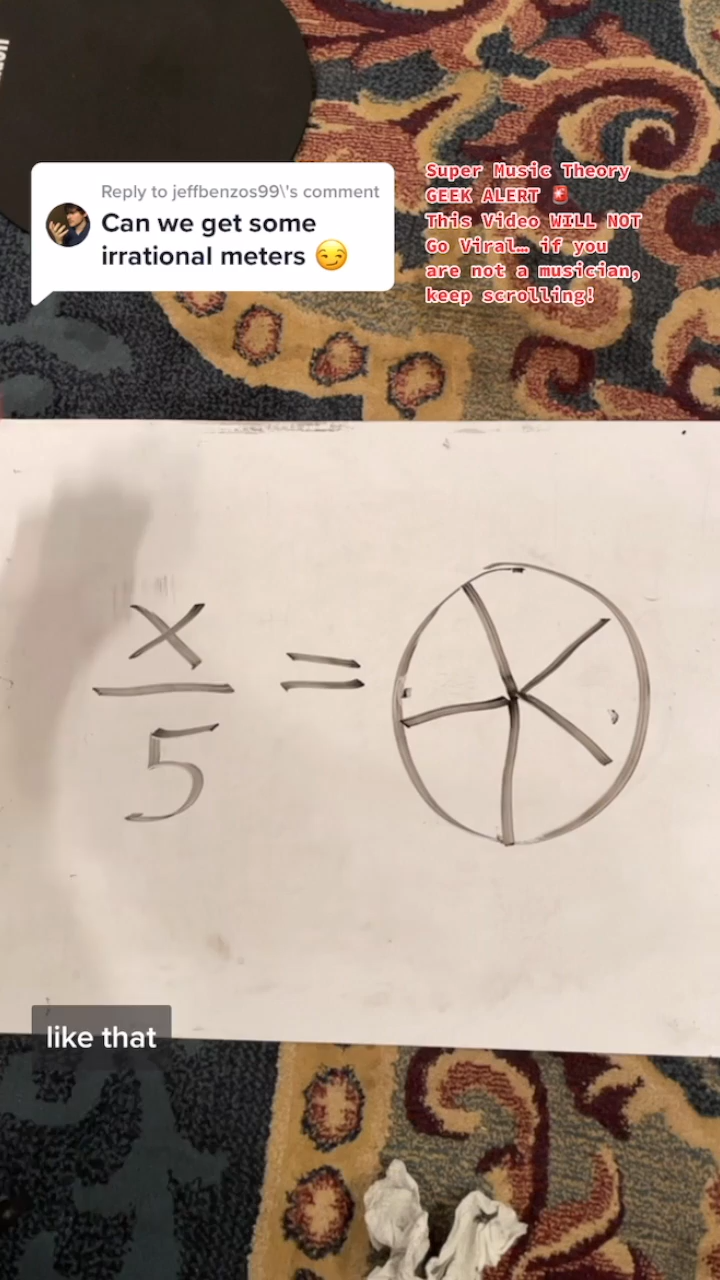 Reply to jeffbenzos99\'s comment
Can we get some
irrational meters 😏
Super Music Theory
GEEK ALERT 🚨
This Video WILL NOT
Go Viral… if you
are not a musician,
keep scrolling!
x
5
=
like that